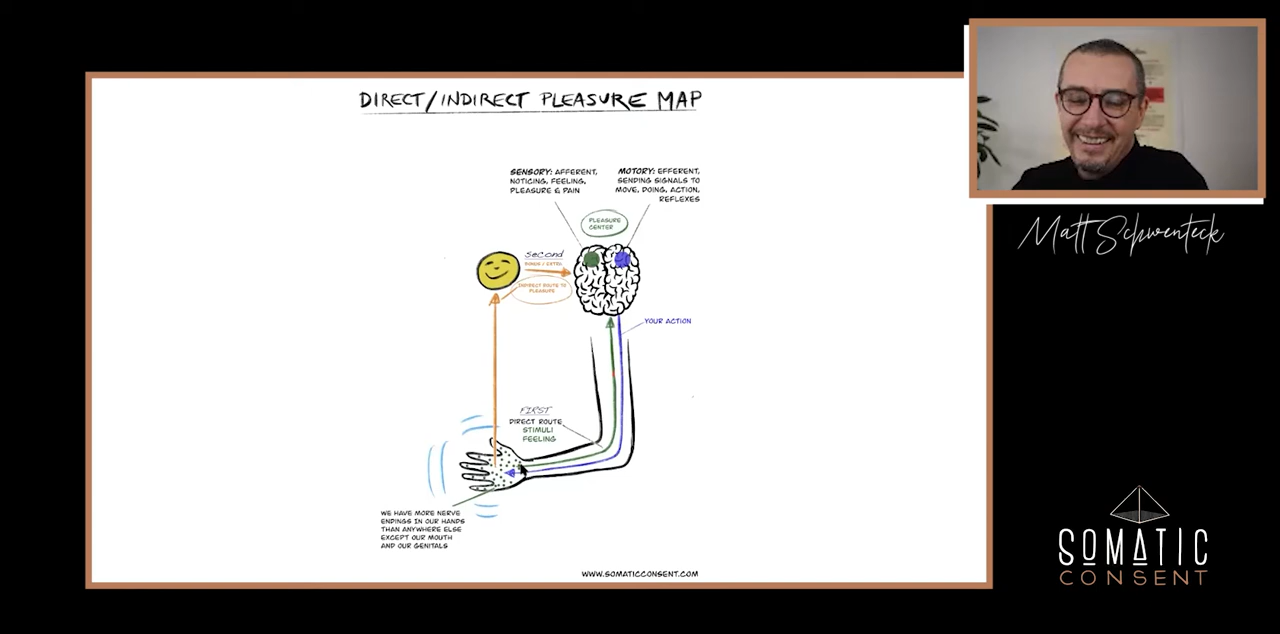 DIRECT/INDIRECT PLEASURE MAP
SENSORY: AFFERENT,
NOTICING, FEELING,
PLEASURE & PAIN
MOTORY: EFFERENT,
SENDING SIGNALS TO
MOVE, DOING, ACTION,
REFLEXES
PLEASURE
CENTER
second
BONUS / EXTRA
INDIRECT ROUTE TO
PLEASURE
YOUR ACTION
FIRST
DIRECT ROUTE
STIMULI
FEELING
WE HAVE MORE NERVE
ENDINGS IN OUR HANDS
THAN ANYWHERE ELSE
EXCEPT OUR MOUTH
AND OUR GENITALS
WWW.SOMATICCONSENT.COM
Matt Schwenteck
SOMATIC
CONSENT